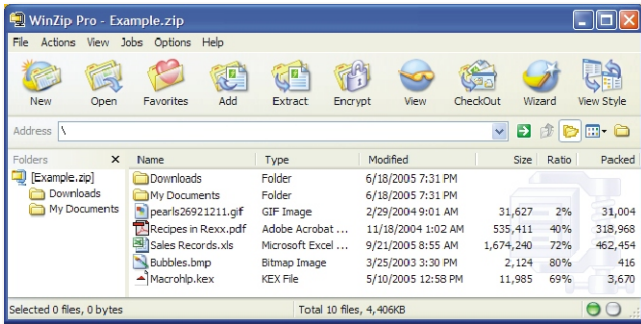 WinZip Pro - Example.zip
File Actions View Jobs Options Help
New Open Favorites Add Extract Encrypt View CheckOut Wizard View Style
Address \
Folders X Name Type Modified Size Ratio Packed
[Example.zip] Downloads Folder 6/18/2005 7:31 PM
Downloads My Documents Folder 6/18/2005 7:31 PM
My Documents pearls26921211.gif GIF Image 2/29/2004 9:01 AM 31,627 2% 31,004
Recipes in Rexx.pdf Adobe Acrobat ... 11/18/2004 1:02 AM 535,411 40% 318,968
Sales Records.xls Microsoft Excel ... 9/21/2005 8:55 AM 1,674,240 72% 462,454
Bubbles.bmp Bitmap Image 3/25/2003 3:30 PM 2,124 80% 416
Macrohlp.kex KEX File 5/10/2005 12:58 PM 11,985 69% 3,670
Selected 0 files, 0 bytes Total 10 files, 4,406KB